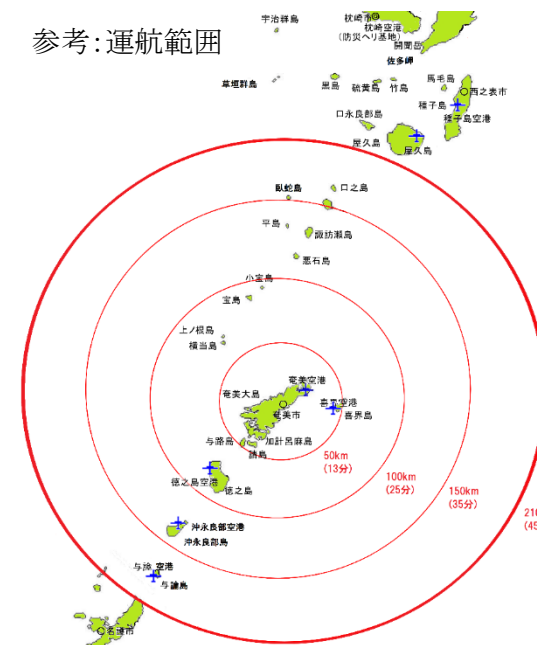 参考:運航範囲
宇治群島
枕崎市
枕崎空港
(防災ヘリ基地)
開聞岳
佐多岬
草垣群島
黒島
硫黄島
竹島
馬毛島
西之表市
種子島
種子島空港
口永良部島
屋久島
屋久島
臥蛇島
口之島
平島
諏訪瀬島
悪石島
小宝島
宝島
上ノ根島
横当島
奄美空港
奄美大島
奄美市
喜界空港
喜界島
与路島
加計呂麻島
請島
50km
(13分)
100km
(25分)
150km
(35分)
210
(45
徳之島空港
徳之島
沖永良部空港
沖永良部島
与論 空港
与論島
名護市